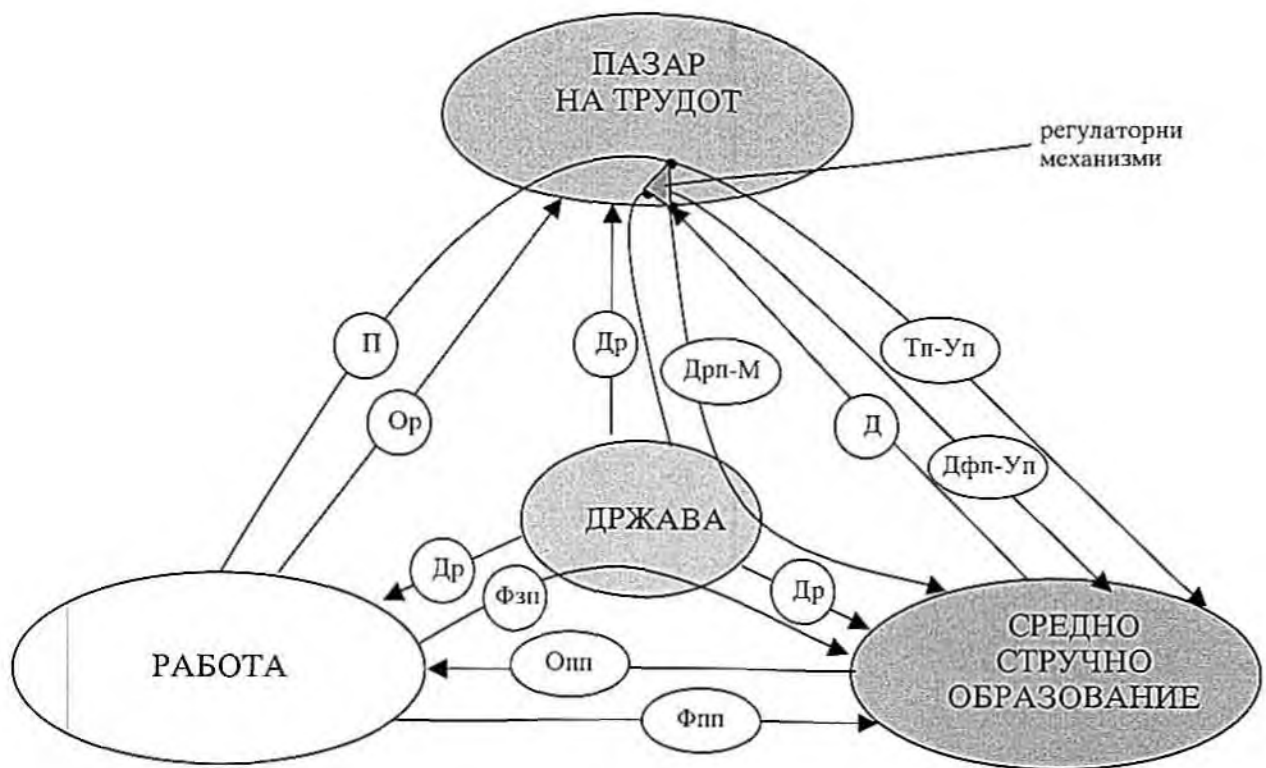 ПАЗАР
НА ТРУДОТ
регулаторни
механизми
П
Ор
Др
Дрп-М
Тп-Уп
Д
Дфп-Уп
ДРЖАВА
Др
Фзп
Др
РАБОТА
Опп
Фпп
СРЕДНО
СТРУЧНО
ОБРАЗОВАНИЕ